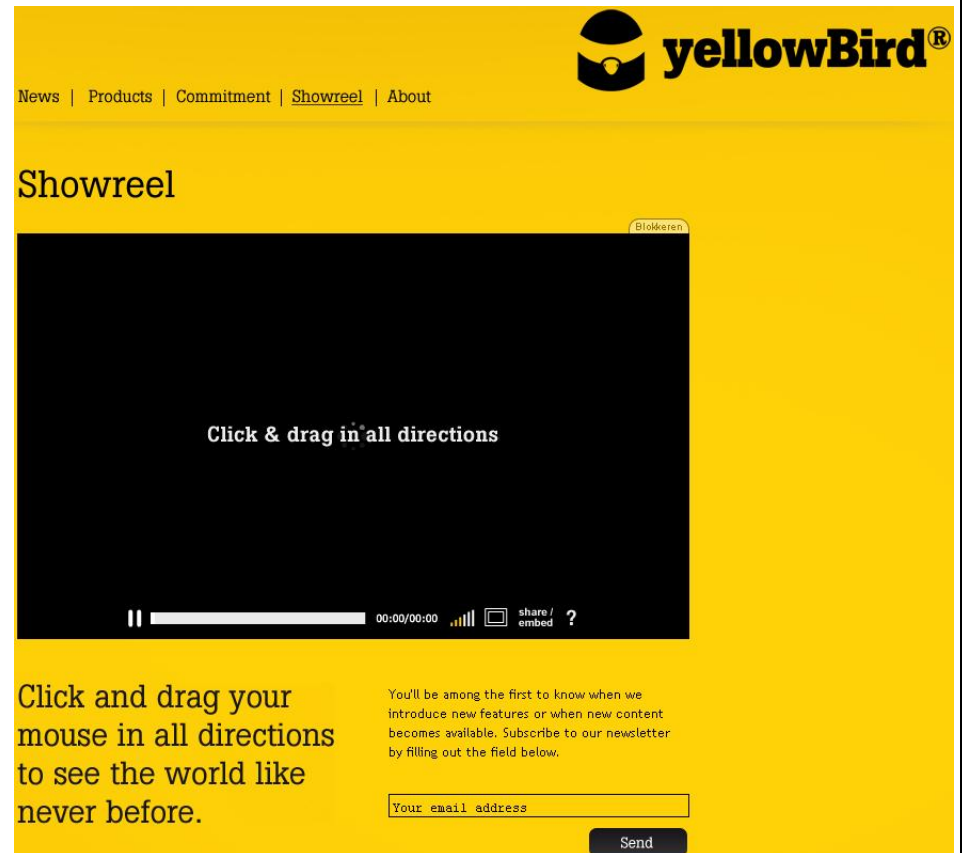 yellowBird®
News | Products | Commitment | Showreel | About
Showreel
Blokkeren
Click & drag in all directions
00:00/00:00
share /
embed
?
Click and drag your
mouse in all directions
to see the world like
never before.
You'll be among the first to know when we
introduce new features or when new content
becomes available. Subscribe to our newsletter
by filling out the field below.
Your email address
Send